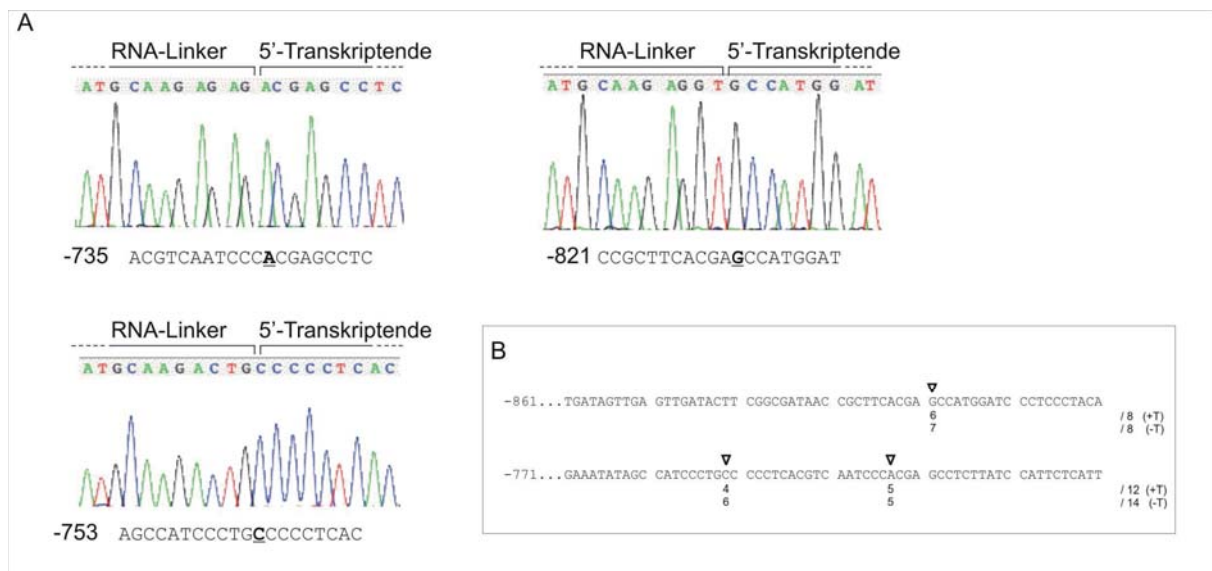 A
RNA-Linker 5'-Transkriptende
ATGCAAGAGAGACGAGCCTC
-735 ACGTCAATCCCACGAGCCTC
RNA-Linker 5'-Transkriptende
ATGCAAGAGGTGCCATGGAT
-821 CCGCTTCACGAGCCATGGAT
RNA-Linker 5'-Transkriptende
ATGCAAGACTGCCCCCTCAC
-753 AGCCATCCCTGCCCCCTCAC
B
-861...TGATAGTTGA GTTGATACTT CGGCGATAAC CGCTTCACGA GCCATGGATC CCTCCCTACA
6 / 8 (+T)
7 / 8 (-T)
-771...GAAATATAGC CATCCCTGCC CCCTCACGTC AATCCCACGA GCCTCTTATC CATTCTCATT
4 5 / 12 (+T)
6 5 / 14 (-T)